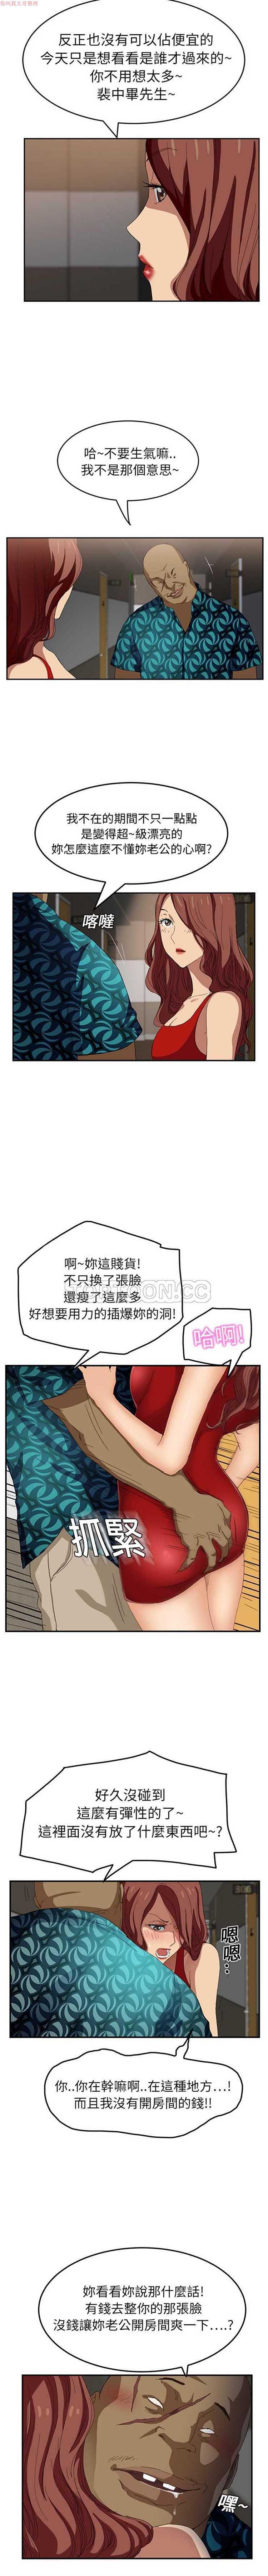 反正也沒有可以佔便宜的
今天只是想看看是誰才過來的~
你不用想太多~
裴中畢先生~
哈~不要生氣嘛..
我不是那個意思~
我不在的期間不只一點點
是變得超~級漂亮的
妳怎麼這麼不懂妳老公的心啊?
喀噠
啊~妳這賤貨!
不只換了張臉
還瘦了這麼多
好想要用力的插爆妳的洞!
哈啊!
抓緊
好久沒碰到
這麼有彈性的了~
這裡面沒有放了什麼東西吧~?
306
嗯嗯..
你..你在幹嘛啊..在這種地方...!
而且我沒有開房間的錢!!
妳看看妳說那什麼話!
有錢去整你的那張臉
沒錢讓妳老公開房間爽一下....?
嘿~